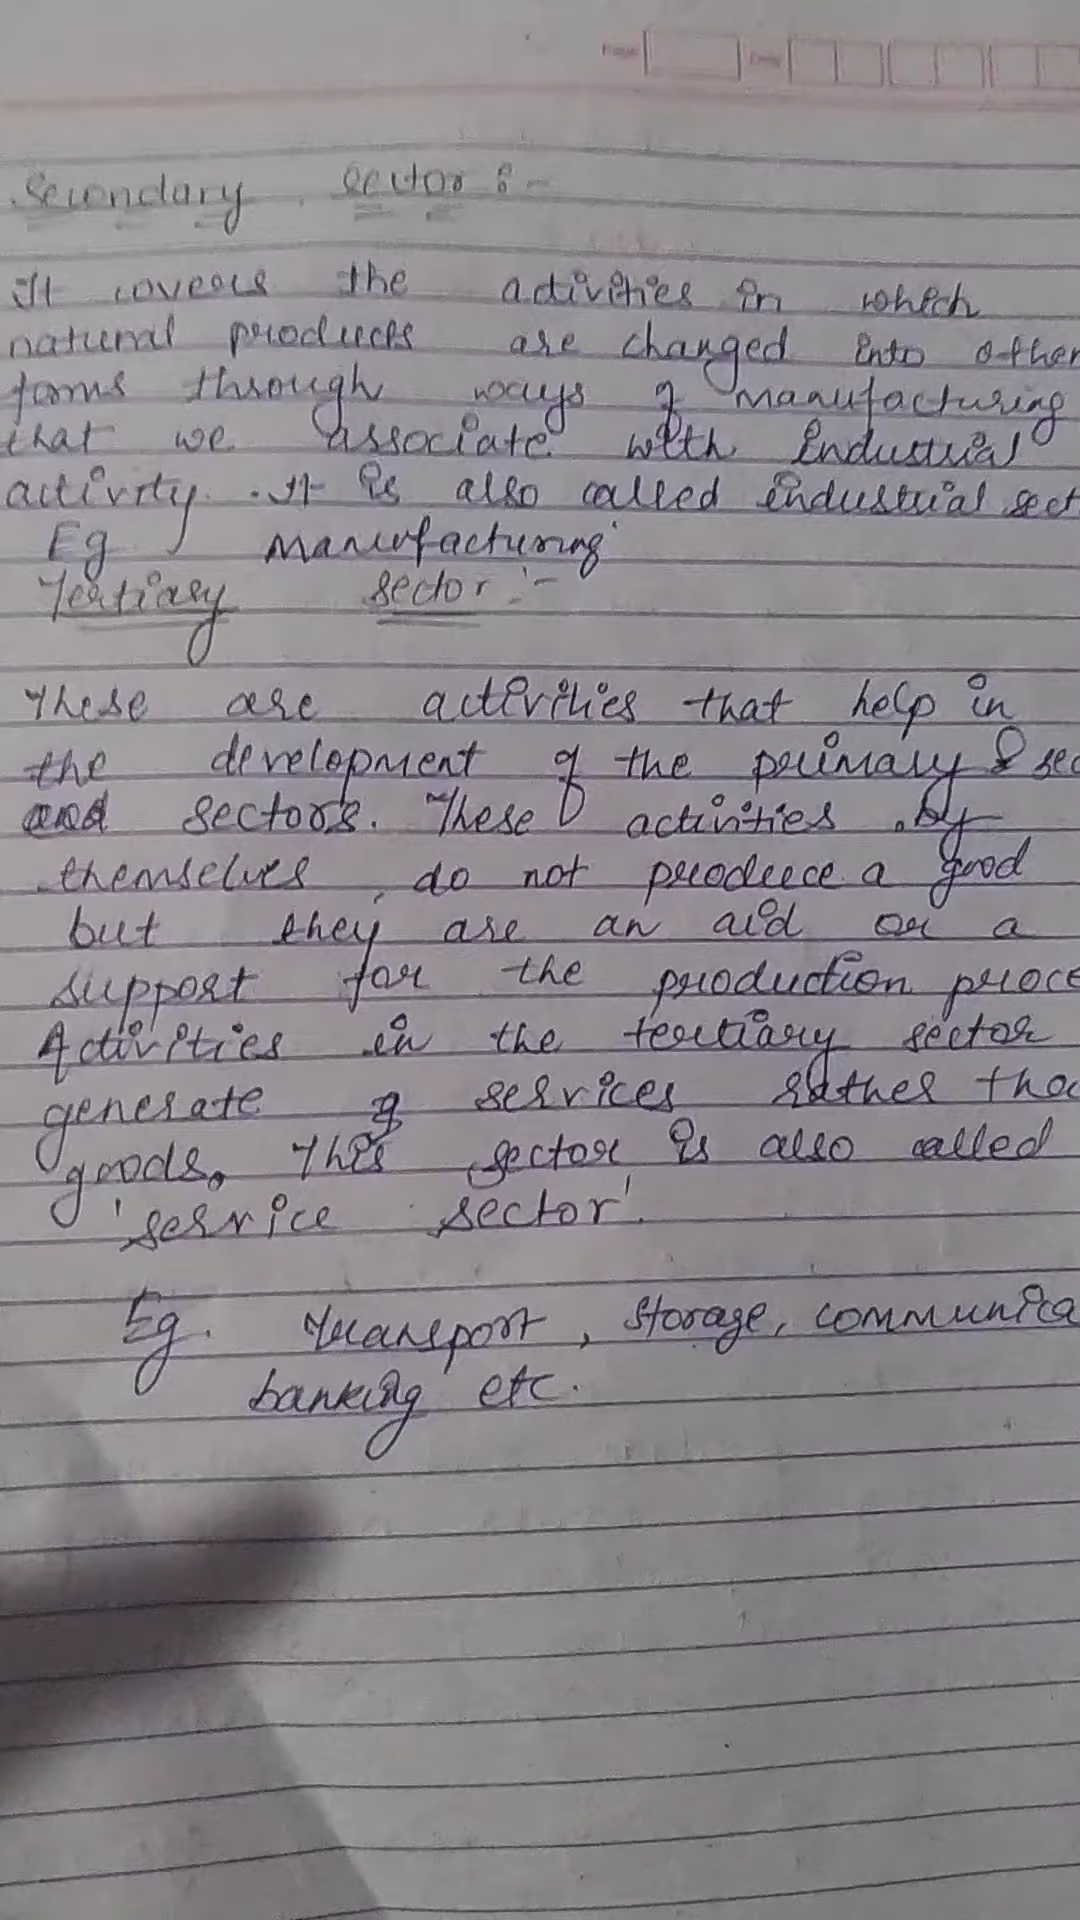 Page Date
Secondary sector :-
It covers the activities in which
natural products are changed into other
forms through ways of manufacturing
that we associate with industrial
activity. It is also called industrial sect
Eg manufacturing
Tertiary sector :-
These are activities that help in
the development of the primary & sec
sectors. These activities by
themselves do not produce a good
but they are an aid or a
support for the production proce
Activities in the tertiary sector
generate services rather tha
goods. This sector is also called
'service sector'.
Eg. Transport, storage, communica
banking etc.